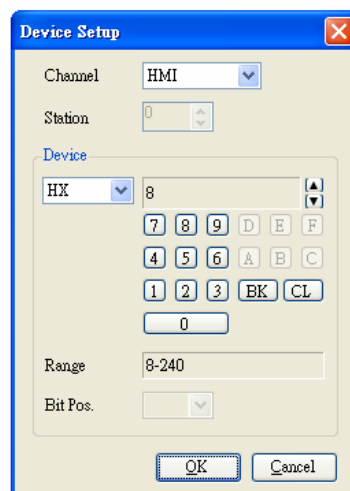 Device Setup
Channel HMI
Station 0
Device
HX 8
7 8 9 D E F
4 5 6 A B C
1 2 3 BK CL
0
Range 8-240
Bit Pos.
OK Cancel